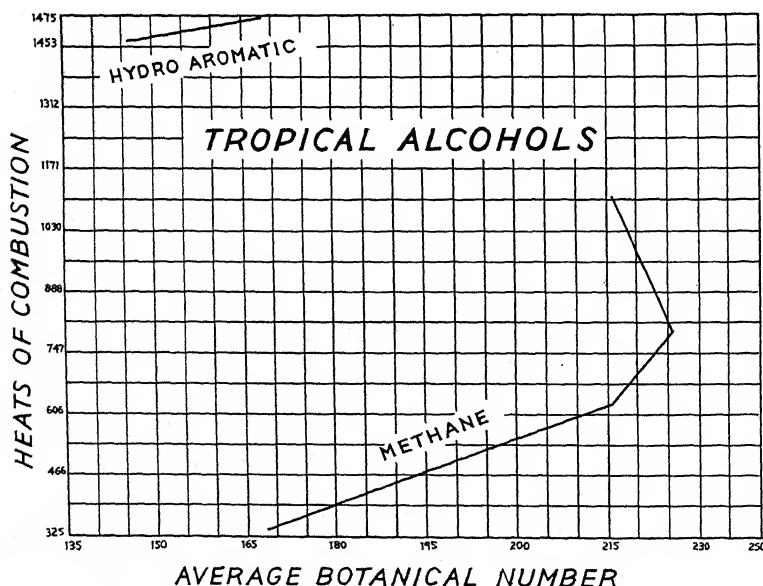 1475
1453
HYDRO AROMATIC
1312
TROPICAL ALCOHOLS
1171
1030
888
747
606
METHANE
466
325
HEATS OF COMBUSTION
135 150 165 180 195 200 215 230 250
AVERAGE BOTANICAL NUMBER